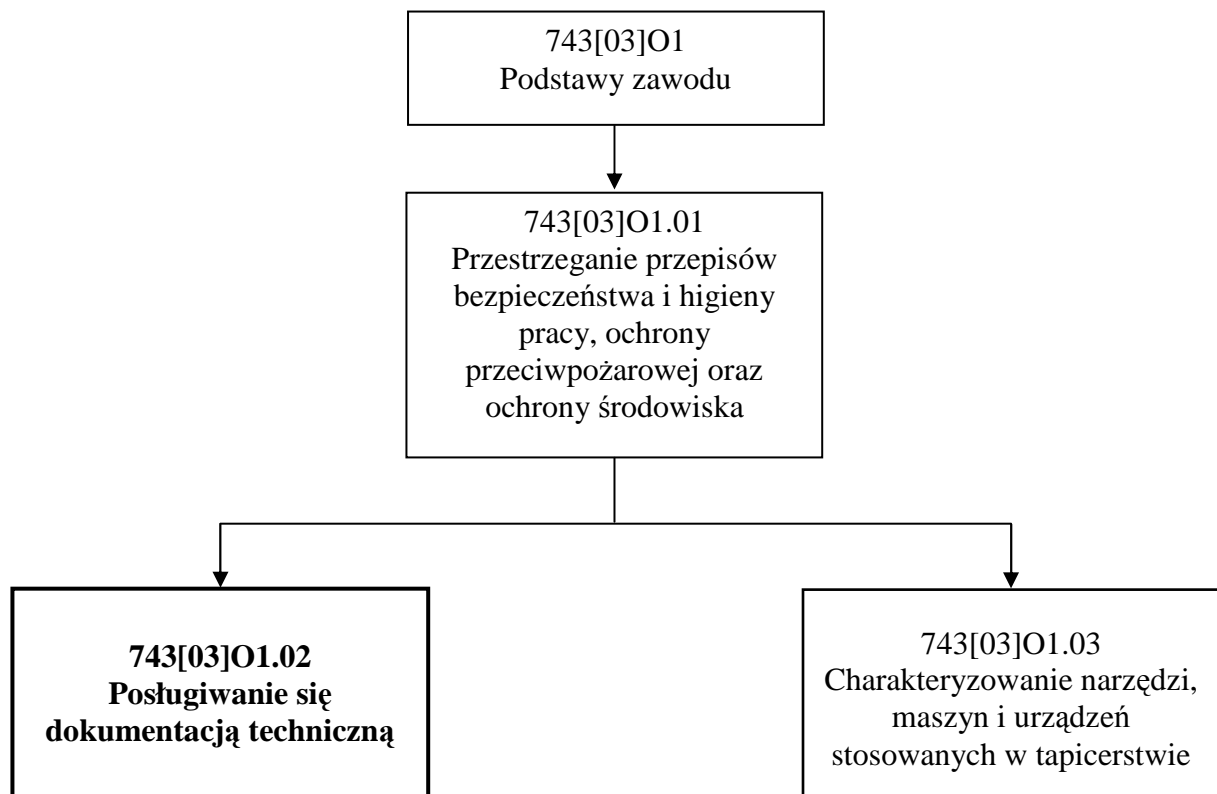 743[03]O1
Podstawy zawodu
743[03]O1.01
Przestrzeganie przepisów
bezpieczeństwa i higieny
pracy, ochrony
przeciwpożarowej oraz
ochrony środowiska
743[03]O1.02
Posługiwanie się
dokumentacją techniczną
743[03]O1.03
Charakteryzowanie narzędzi,
maszyn i urządzeń
stosowanych w tapicerstwie